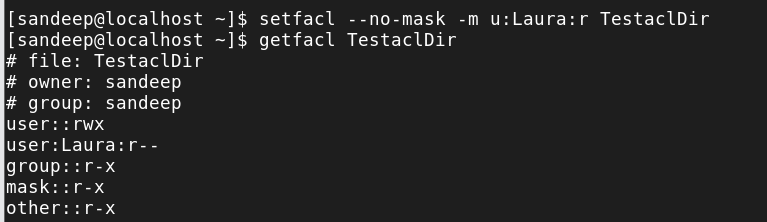 [sandeep@localhost ~]$ setfacl --no-mask -m u:Laura:r TestaclDir
[sandeep@localhost ~]$ getfacl TestaclDir
# file: TestaclDir
# owner: sandeep
# group: sandeep
user::rwx
user:Laura:r--
group::r-x
mask::r-x
other::r-x